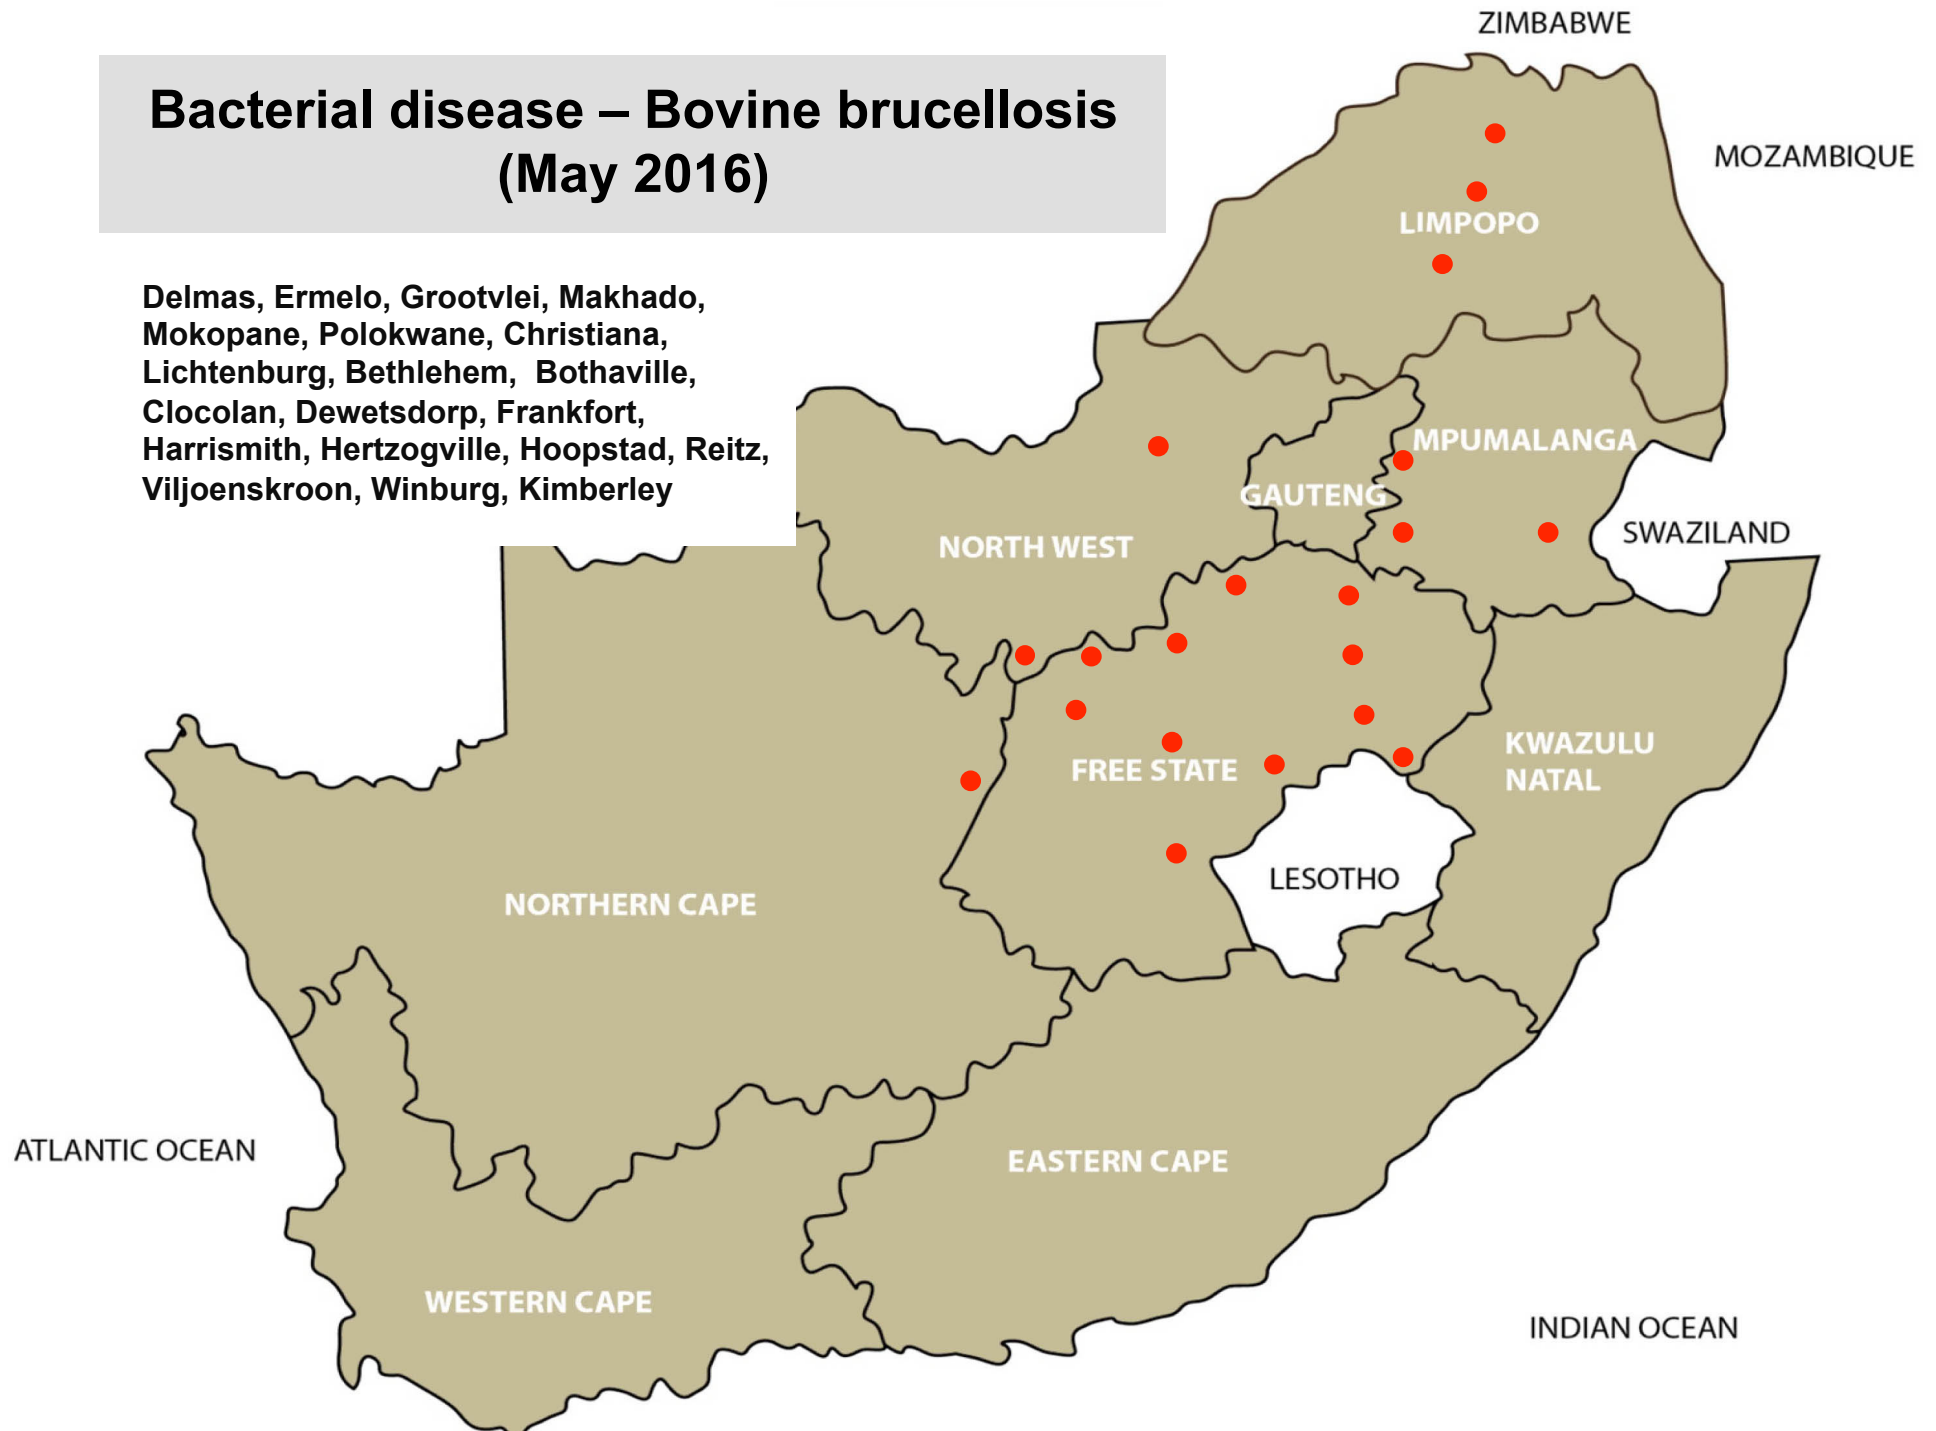 Bacterial disease – Bovine brucellosis
(May 2016)
Delmas, Ermelo, Grootvlei, Makhado,
Mokopane, Polokwane, Christiana,
Lichtenburg, Bethlehem,  Bothaville,
Clocolan, Dewetsdorp, Frankfort,
Harrismith, Hertzogville, Hoopstad, Reitz,
Viljoenskroon, Winburg, Kimberley
ZIMBABWE
MOZAMBIQUE
LIMPOPO
MPUMALANGA
GAUTENG
SWAZILAND
NORTH WEST
KWAZULU
NATAL
FREE STATE
LESOTHO
NORTHERN CAPE
ATLANTIC OCEAN
EASTERN CAPE
WESTERN CAPE
INDIAN OCEAN